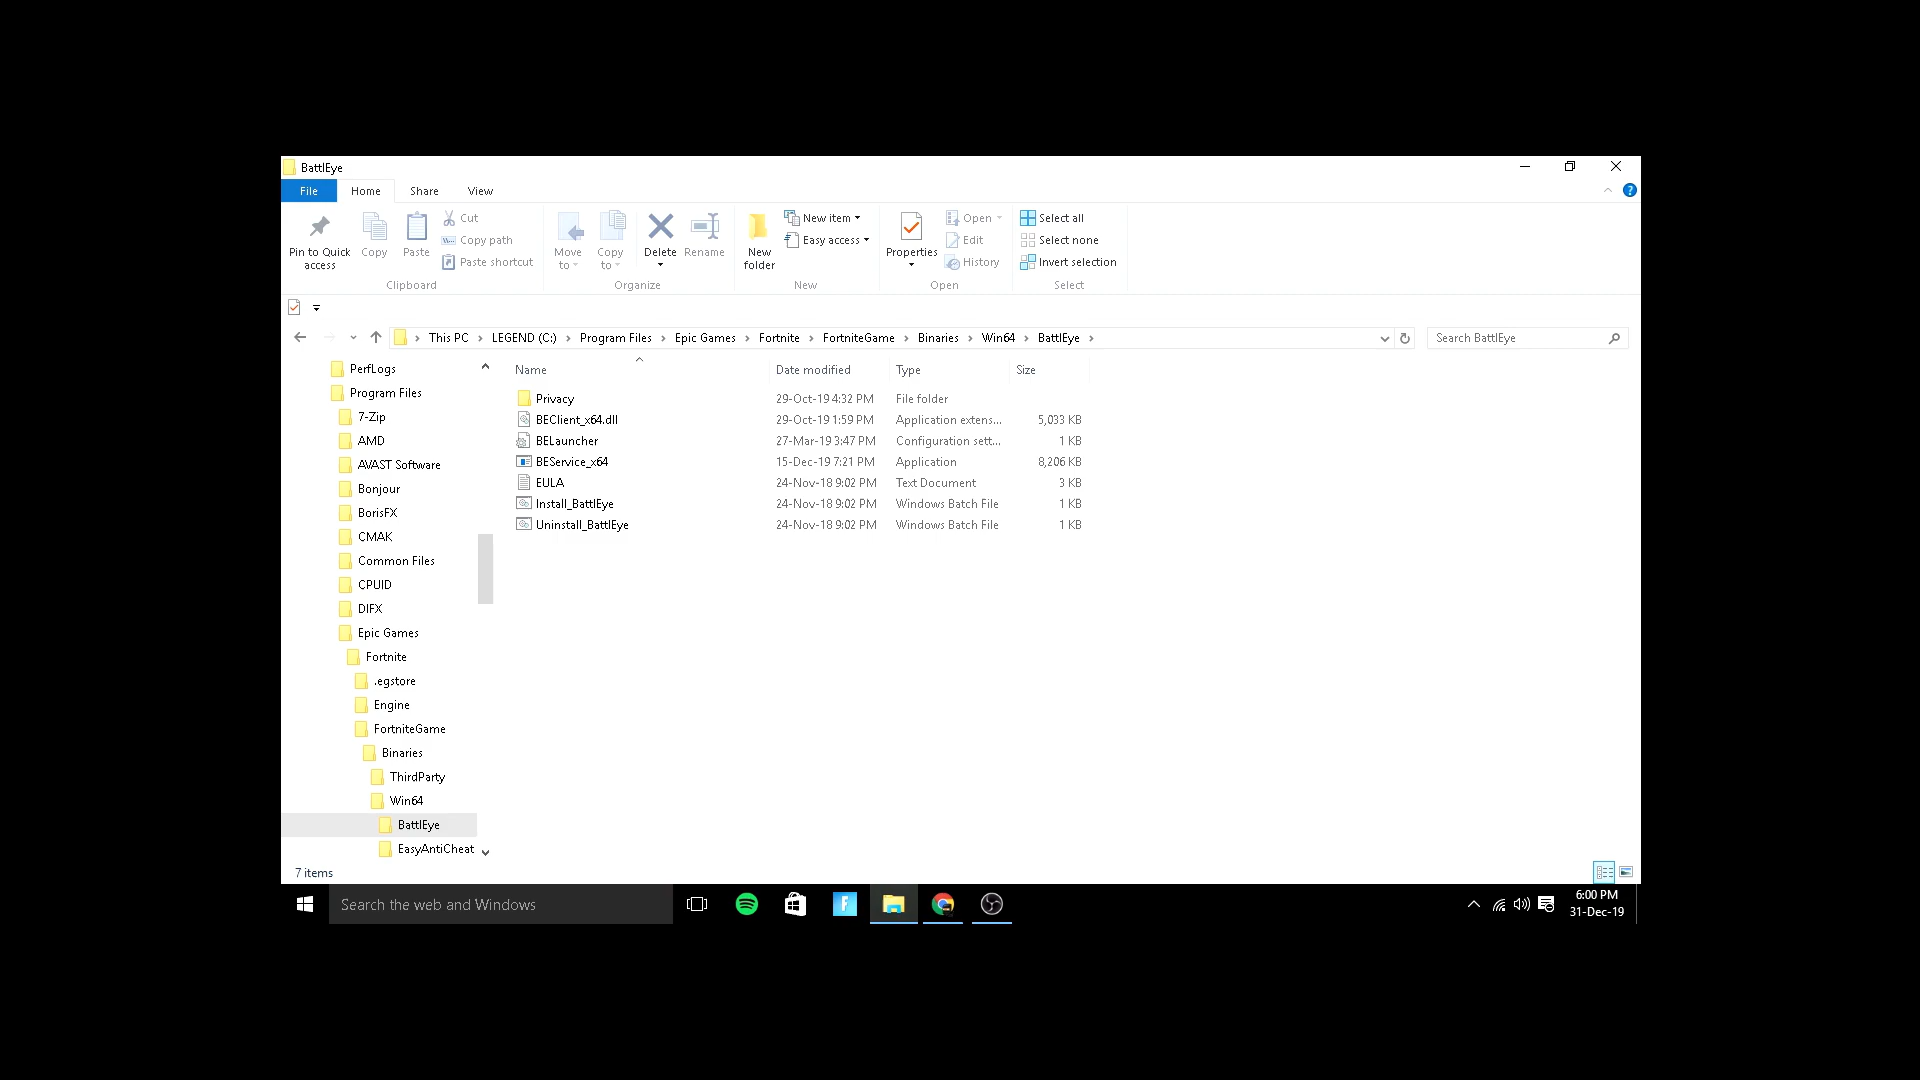 BattlEye
File Home Share View
Pin to Quick access
Copy
Paste
Cut
Copy path
Paste shortcut
Clipboard
Move to
Copy to
Delete
Rename
Organize
New folder
New item
Easy access
New
Properties
Open
Edit
History
Open
Select all
Select none
Invert selection
Select
This PC > LEGEND (C:) > Program Files > Epic Games > Fortnite > FortniteGame > Binaries > Win64 > BattlEye >
Search BattlEye
PerfLogs
Program Files
7-Zip
AMD
AVAST Software
Bonjour
BorisFX
CMAK
Common Files
CPUID
DIFX
Epic Games
Fortnite
.egstore
Engine
FortniteGame
Binaries
ThirdParty
Win64
BattlEye
EasyAntiCheat
Name Date modified Type Size
Privacy 29-Oct-19 4:32 PM File folder
BEClient_x64.dll 29-Oct-19 1:59 PM Application extens... 5,033 KB
BELauncher 27-Mar-19 3:47 PM Configuration sett... 1 KB
BEService_x64 15-Dec-19 7:21 PM Application 8,206 KB
EULA 24-Nov-18 9:02 PM Text Document 3 KB
Install_BattlEye 24-Nov-18 9:02 PM Windows Batch File 1 KB
Uninstall_BattlEye 24-Nov-18 9:02 PM Windows Batch File 1 KB
7 items
Search the web and Windows
6:00 PM
31-Dec-19